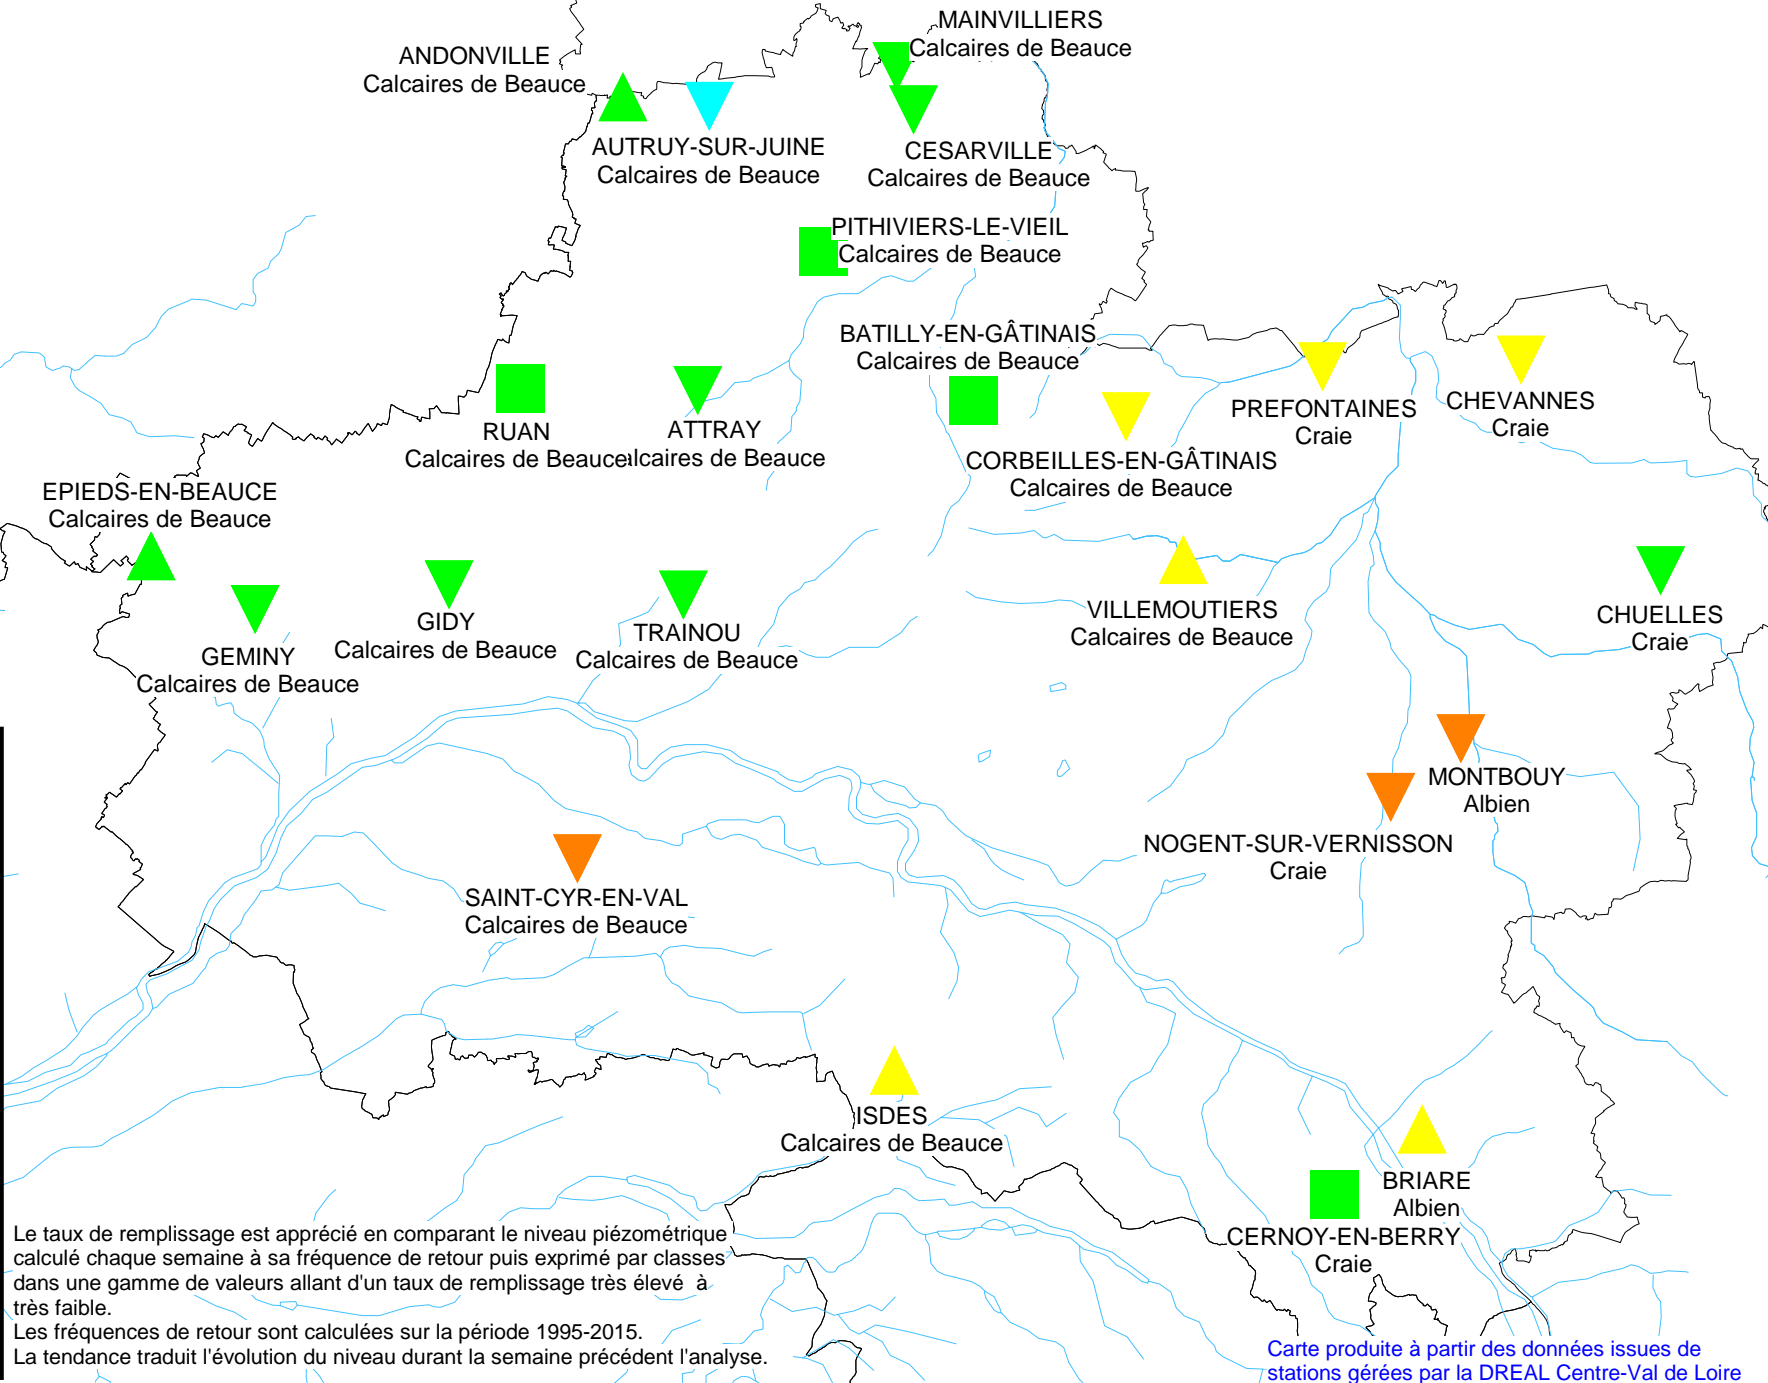 MAINVILLIERS
Calcaires de Beauce
ANDONVILLE
Calcaires de Beauce
AUTRUY-SUR-JUINE
Calcaires de Beauce
CESARVILLE
Calcaires de Beauce
PITHIVIERS-LE-VIEIL
Calcaires de Beauce
BATILLY-EN-GÂTINAIS
Calcaires de Beauce
PREFONTAINES
Craie
CHEVANNES
Craie
RUAN
Calcaires de Beauce
ATTRAY
lcaires de Beauce
CORBEILLES-EN-GÂTINAIS
Calcaires de Beauce
EPIEDS-EN-BEAUCE
Calcaires de Beauce
VILLEMOUTIERS
Calcaires de Beauce
CHUELLES
Craie
GIDY
Calcaires de Beauce
TRAINOU
Calcaires de Beauce
GEMINY
Calcaires de Beauce
MONTBOUY
Albien
NOGENT-SUR-VERNISSON
Craie
SAINT-CYR-EN-VAL
Calcaires de Beauce
ISDES
Calcaires de Beauce
BRIARE
Albien
CERNOY-EN-BERRY
Craie
Le taux de remplissage est apprécié en comparant le niveau piézométrique
calculé chaque semaine à sa fréquence de retour puis exprimé par classes
dans une gamme de valeurs allant d'un taux de remplissage très élevé à
très faible.
Les fréquences de retour sont calculées sur la période 1995-2015.
La tendance traduit l'évolution du niveau durant la semaine précédent l'analyse.
Carte produite à partir des données issues de
stations gérées par la DREAL Centre-Val de Loire